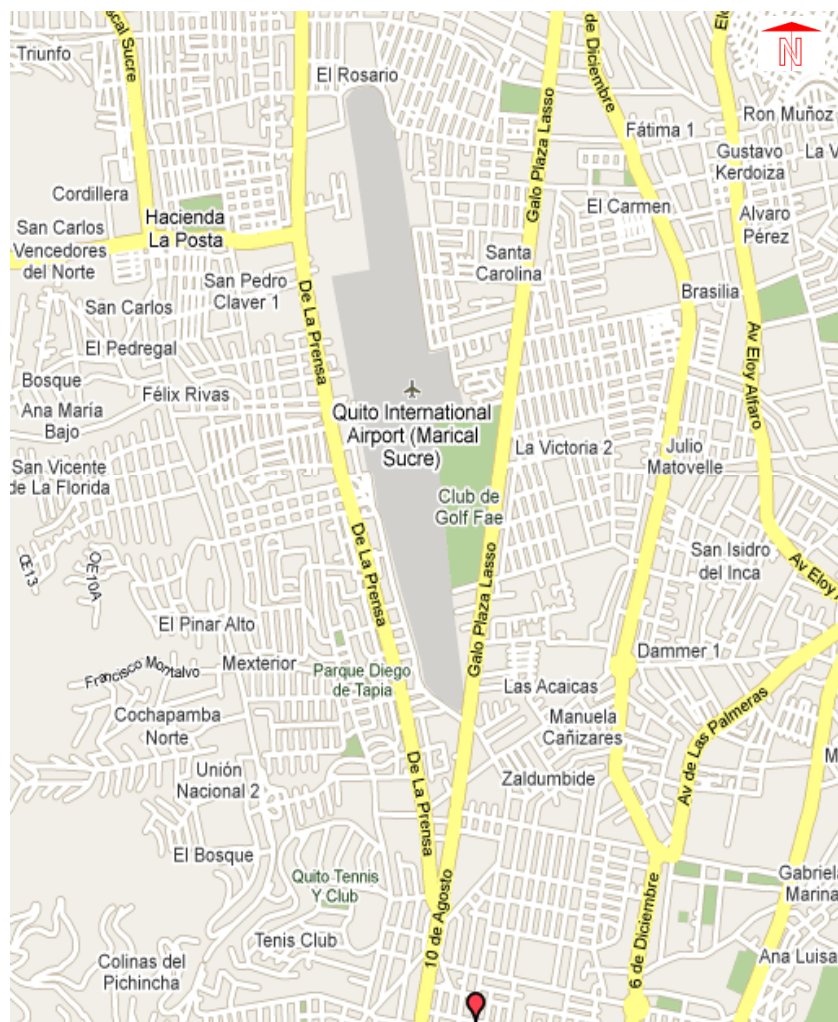 scal Sucre
Triunfo
El Rosario
de Diciembre
Elo
N
Ron Muñoz
Fátima 1
Gustavo
Kerdoiza
La V
Galo Plaza Lasso
Cordillera
San Carlos
Hacienda
La Posta
El Carmen
Alvaro
Pérez
Vencedores
del Norte
Santa
Carolina
San Pedro
Claver 1
Brasilia
San Carlos
De La Prensa
El Pedregal
Av Eloy Alfaro
Bosque
Félix Rivas
Ana María
Bajo
Quito International
Airport (Marical
Sucre)
La Victoria 2
Julio
Matovelle
San Vicente
de La Florida
Club de
Golf Fae
De La Prensa
Galo Plaza Lasso
San Isidro
del Inca
Av Eloy A
OE13
OE10A
El Pinar Alto
Dammer 1
Francisco Montalvo
Mexterior
Parque Diego
de Tapia
Las Acaicas
Cochapamba
Norte
Manuela
Cañizares
Av de Las Palmeras
De La Prensa
M
Unión
Nacional 2
Zaldumbide
El Bosque
Quito Tennis
Y Club
Gabriela
Marina
10 de Agosto
6 de Diciembre
Tenis Club
Ana Luisa
Colinas del
Pichincha